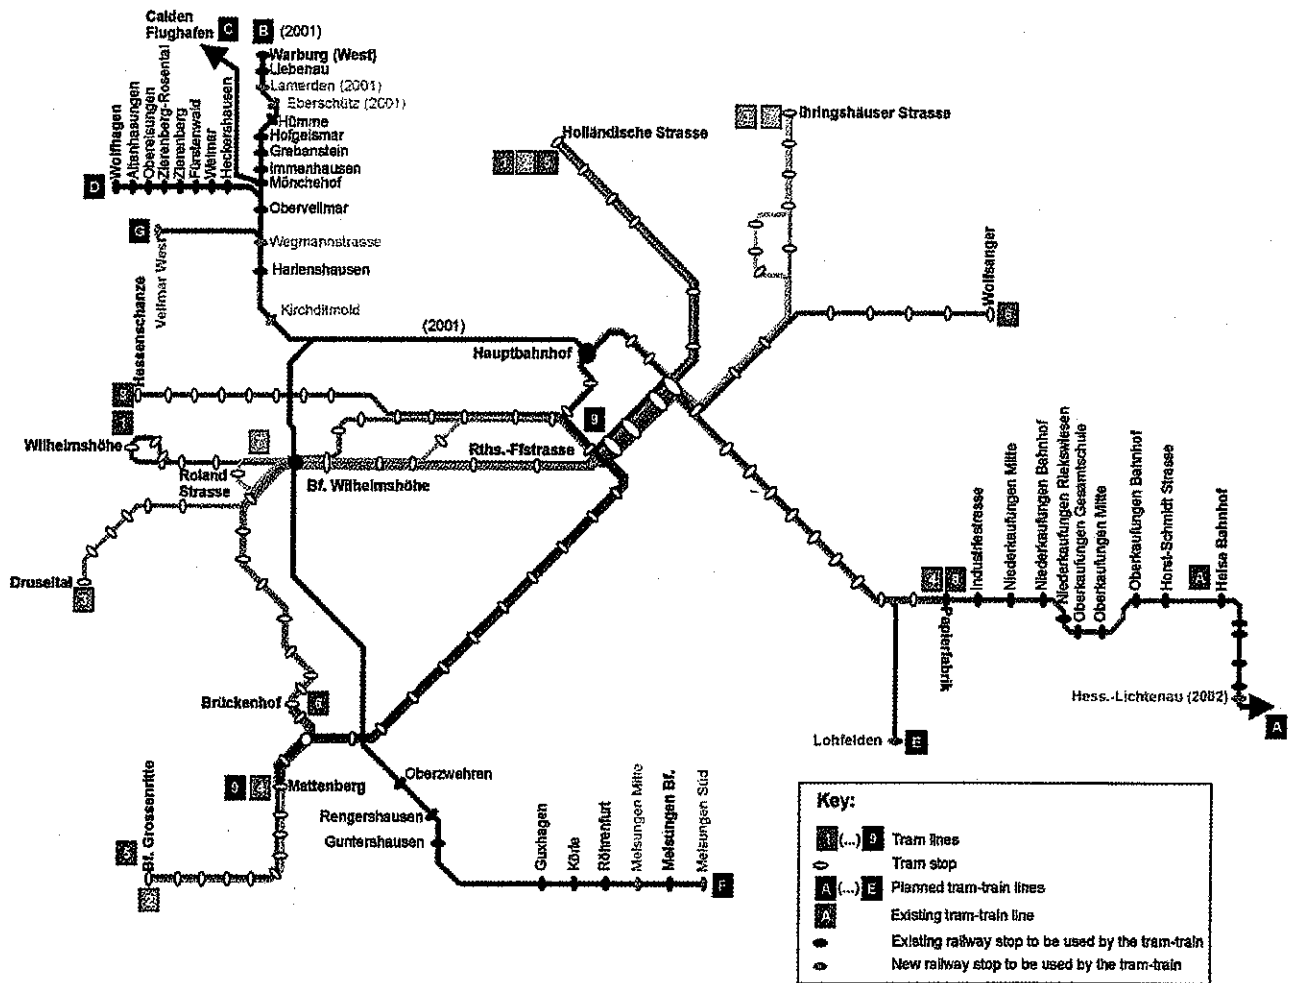 Calden
Flughafen
C
B
(2001)
Warburg (West)
Liebenau
Lamerden (2001)
Eberschütz (2001)
Hümme
Hofgeismar
Grebenstein
Immenhausen
Mönchehof
Obervellmar
Wegmannstrasse
Harlenshausen
Kirchditmold
D
Wolfhagen
Altenhasungen
Oberelsungen
Zierenberg-Rosental
Zierenberg
Fürstenwald
Weimar
Heckershausen
G
Vellmar West
Holländische Strasse
Ihringshäuser Strasse
Wolfsanger
(2001)
Hauptbahnhof
Hessenschanze
8
Wilhelmshöhe
Roland
Strasse
Bf. Wilhelmshöhe
Rths.-Ffstrasse
9
Druseltal
Brückenhof
6
Mattenberg
9
4
Bf. Grossenritte
Oberzwehren
Rengershausen
Guntershausen
Guxhagen
Körle
Röhrenfurt
Melsungen Mitte
Melsungen Bf.
Melsungen Süd
F
4
8
Papierfabrik
Industriestrasse
Niederkaufungen Mitte
Niederkaufungen Bahnhof
Niederkaufungen Riekswiesen
Oberkaufungen Gesamtschule
Oberkaufungen Mitte
Oberkaufungen Bahnhof
Horst-Schmidt Strasse
A
Helsa Bahnhof
Hess.-Lichtenau (2002)
A
Lohfelden
E
Key:
1 (...) 9 Tram lines
Tram stop
A (...) E Planned tram-train lines
A Existing tram-train line
Existing railway stop to be used by the tram-train
New railway stop to be used by the tram-train